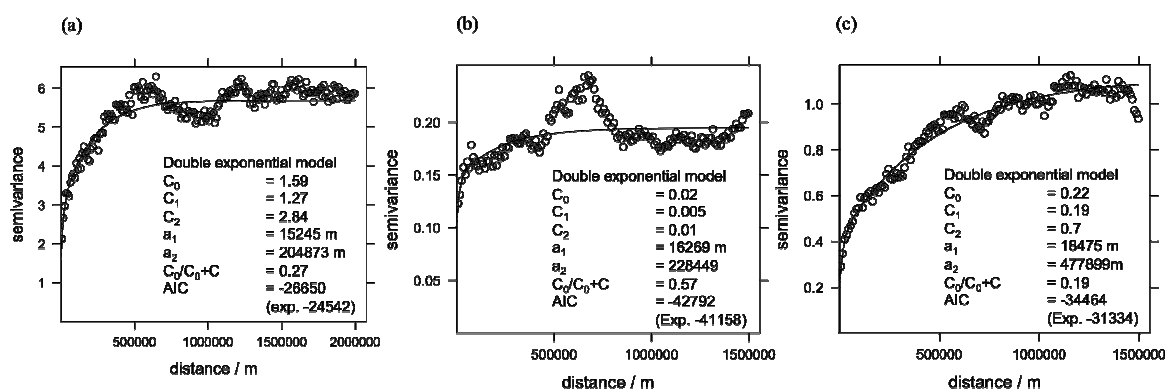 (a)
semivariance
6
5
4
3
2
1
Double exponential model
C0 = 1.59
C1 = 1.27
C2 = 2.84
a1 = 15245 m
a2 = 204873 m
C0/C0+C = 0.27
AIC = -26650
(exp. -24542)
500000 1000000 1500000 2000000
distance / m
(b)
semivariance
0.20
0.15
0.10
0.05
Double exponential model
C0 = 0.02
C1 = 0.005
C2 = 0.01
a1 = 16269 m
a2 = 228449
C0/C0+C = 0.57
AIC = -42792
(Exp. -41158)
500000 1000000 1500000
distance / m
(c)
semivariance
1.0
0.8
0.6
0.4
0.2
Double exponential model
C0 = 0.22
C1 = 0.19
C2 = 0.7
a1 = 18475 m
a2 = 477899m
C0/C0+C = 0.19
AIC = -34464
(Exp. -31334)
500000 1000000 1500000
distance / m